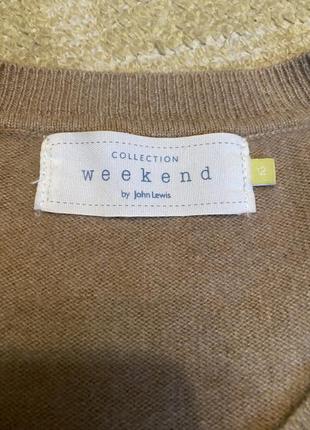 COLLECTION
weekend
by John Lewis
12